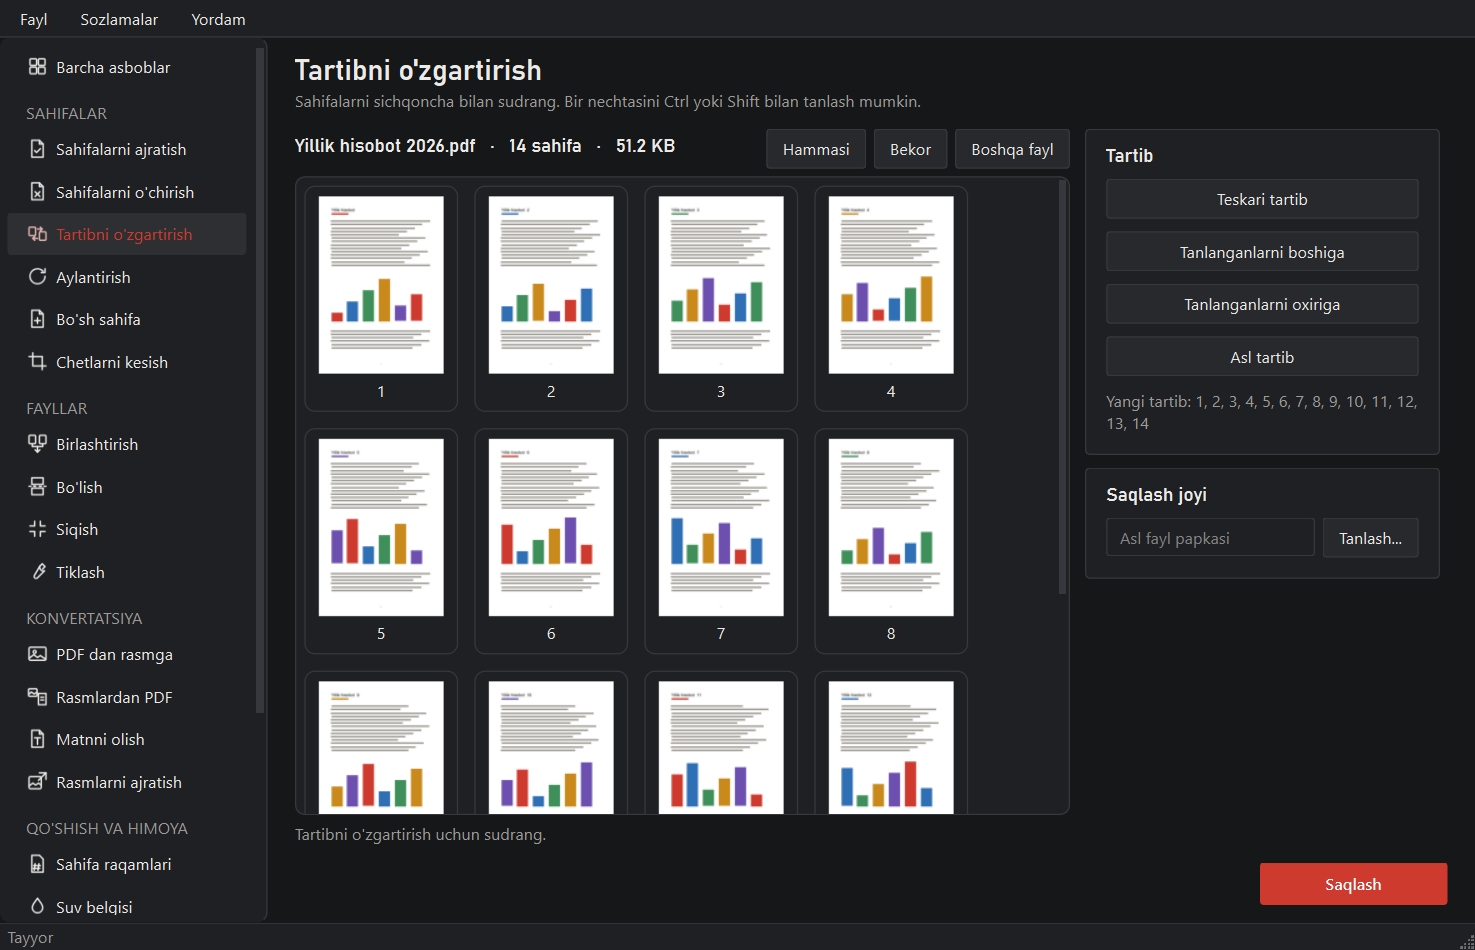 Fayl Sozlamalar Yordam
Barcha asboblar
SAHIFALAR
Sahifalarni ajratish
Sahifalarni o'chirish
Tartibni o'zgartirish
Aylantirish
Bo'sh sahifa
Chetlarni kesish
FAYLLAR
Birlashtirish
Bo'lish
Siqish
Tiklash
KONVERTATSIYA
PDF dan rasmga
Rasmlardan PDF
Matnni olish
Rasmlarni ajratish
QO'SHISH VA HIMOYA
Sahifa raqamlari
Suv belgisi
Tartibni o'zgartirish
Sahifalarni sichqoncha bilan sudrang. Bir nechtasini Ctrl yoki Shift bilan tanlash mumkin.
Yillik hisobot 2026.pdf · 14 sahifa · 51.2 KB
Hammasi Bekor Boshqa fayl
1 2 3 4
5 6 7 8
Tartibni o'zgartirish uchun sudrang.
Tartib
Teskari tartib
Tanlanganlarni boshiga
Tanlanganlarni oxiriga
Asl tartib
Yangi tartib: 1, 2, 3, 4, 5, 6, 7, 8, 9, 10, 11, 12,
13, 14
Saqlash joyi
Asl fayl papkasi Tanlash...
Saqlash
Tayyor